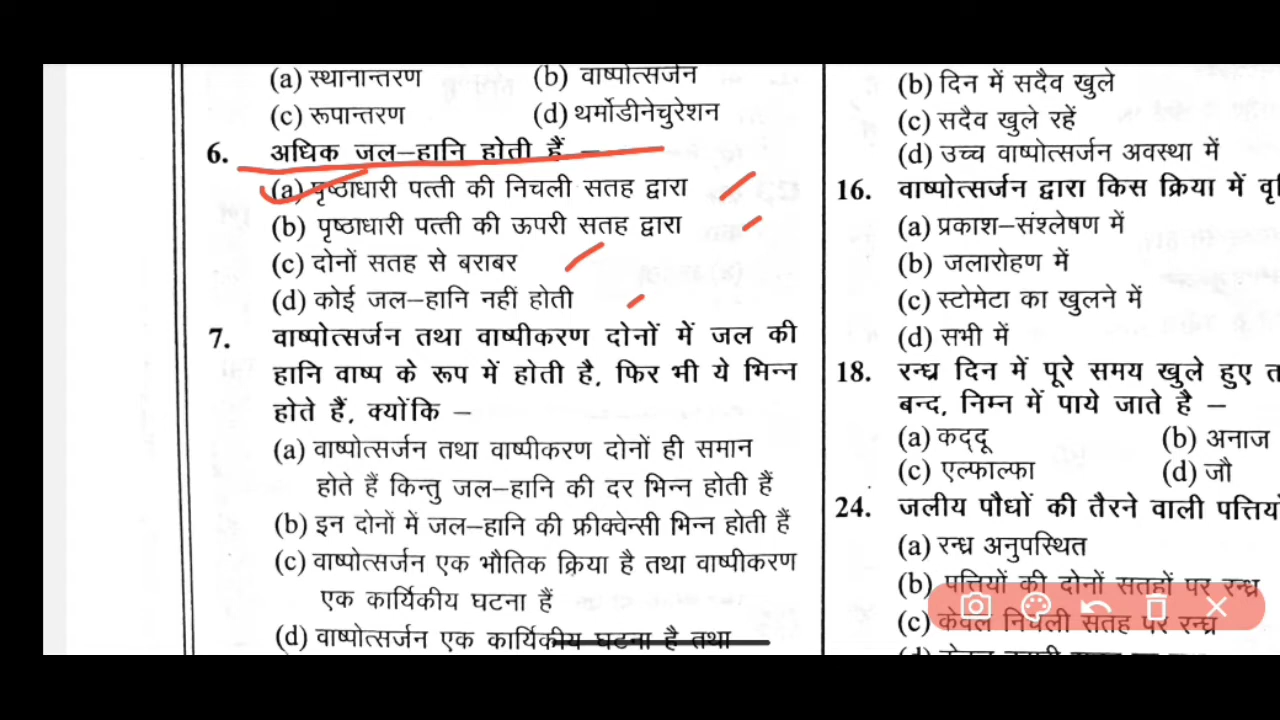 (a) स्थानान्तरण (b) वाष्पोत्सर्जन
(c) रूपान्तरण (d) थर्मोडीनेचुरेशन
6. अधिक जल–हानि होती हैं –
(a) पृष्ठाधारी पत्ती की निचली सतह द्वारा
(b) पृष्ठाधारी पत्ती की ऊपरी सतह द्वारा
(c) दोनों सतह से बराबर
(d) कोई जल–हानि नहीं होती
7. वाष्पोत्सर्जन तथा वाष्पीकरण दोनों में जल की
हानि वाष्प के रूप में होती है, फिर भी ये भिन्न
होते हैं, क्योंकि –
(a) वाष्पोत्सर्जन तथा वाष्पीकरण दोनों ही समान
होते हैं किन्तु जल–हानि की दर भिन्न होती हैं
(b) इन दोनों में जल–हानि की फ्रीक्वेन्सी भिन्न होती हैं
(c) वाष्पोत्सर्जन एक भौतिक क्रिया है तथा वाष्पीकरण
एक कार्यिकीय घटना हैं
(d) वाष्पोत्सर्जन एक कार्यिकीय घटना है तथा
(b) दिन में सदैव खुले
(c) सदैव खुले रहें
(d) उच्च वाष्पोत्सर्जन अवस्था में
16. वाष्पोत्सर्जन द्वारा किस क्रिया में
(a) प्रकाश–संश्लेषण में
(b) जलारोहण में
(c) स्टोमेटा का खुलने में
(d) सभी में
18. रन्ध्र दिन में पूरे समय खुले हुए
बन्द, निम्न में पाये जाते है –
(a) कद्दू (b) अनाज
(c) एल्फाल्फा (d) जौ
24. जलीय पौधों की तैरने वाली
(a) रन्ध्र अनुपस्थित
(b) पत्तियों की दोनों सतहों पर रन्ध्र
(c) केवल निचली सतह पर रन्ध्र